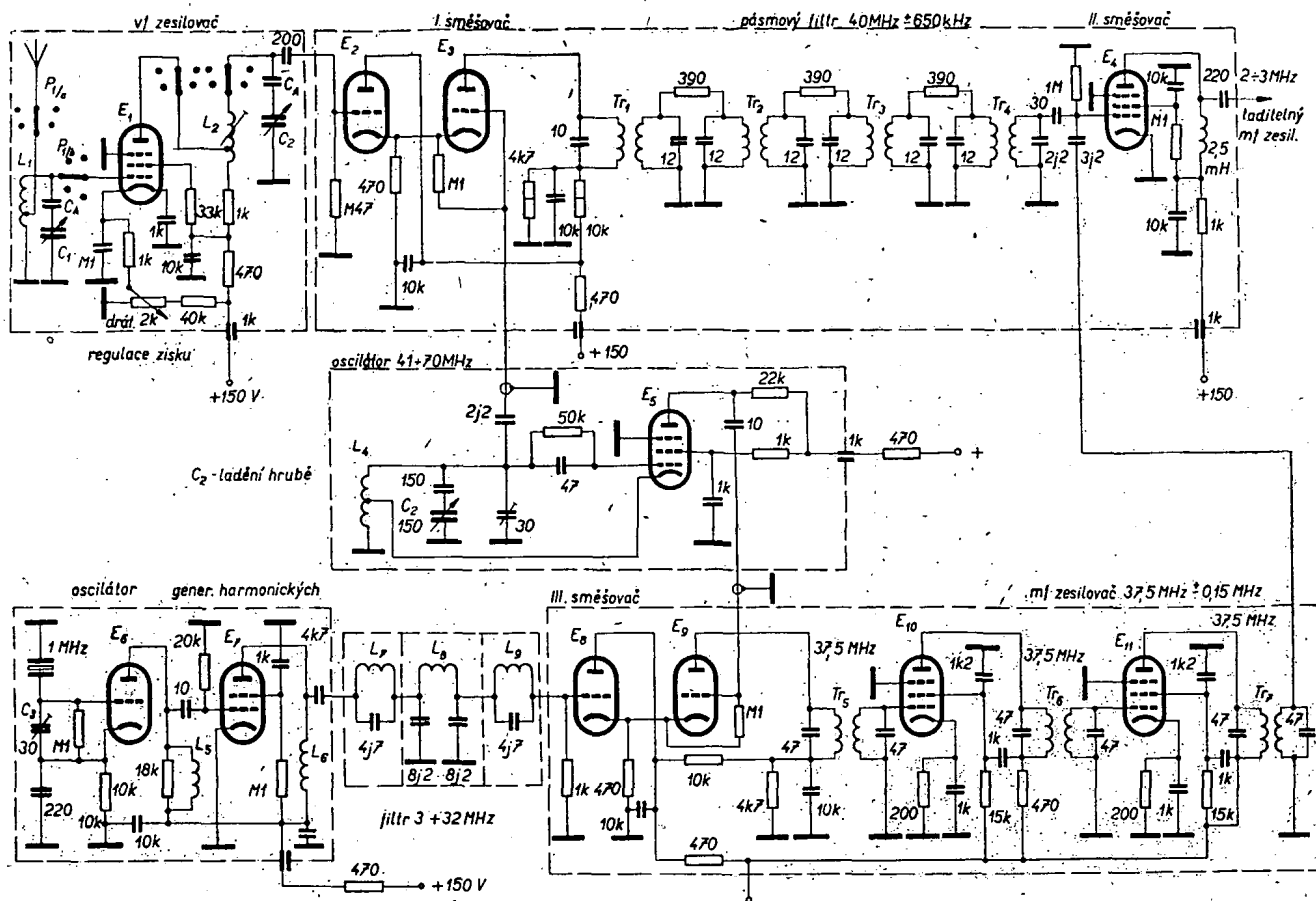 vf zesilovač
I. směšovač
pásmový filtr 40MHz ±650kHz
II. směšovač
200
P1/a
E1
L1
P1/b
CA
C1
M1
1k
1k
10k
33k
1k
470
L2
CA
C2
drát. 2k
40k
1k
regulace zisku
+150 V
E2
E3
M47
470
M1
10k
4k7
10
10k
10k
470
+150
Tr1
390
12
12
Tr2
390
12
12
Tr3
390
12
12
Tr4
2j2
30
1M
3j2
E4
10k
M1
10k
220
2÷3MHz
laditelný
mf zesil.
2,5
mH
1k
1k
+150
oscilátor 41÷70MHz
2j2
50k
47
E5
10
22k
1k
1k
1k
470
+
L4
150
C2
150
30
C2 - ladění hrubé
oscilátor
gener. harmonických
1 MHz
C3
30
M1
220
E6
10k
10k
10k
18k
10
L5
20k
E7
M1
1k
4k7
L6
470
+150 V
L7
4j7
L8
8j2
8j2
L9
4j7
filtr 3÷32MHz
III. směšovač
mf zesilovač 37,5 MHz ±0,15 MHz
E8
E9
1k
470
10k
10k
470
M1
4k7
37,5 MHz
47
10k
Tr5
47
E10
200
1k
1k2
1k
15k
37,5 MHz
47
470
Tr6
47
E11
200
1k
1k2
1k
15k
37,5 MHz
47
Tr7
47